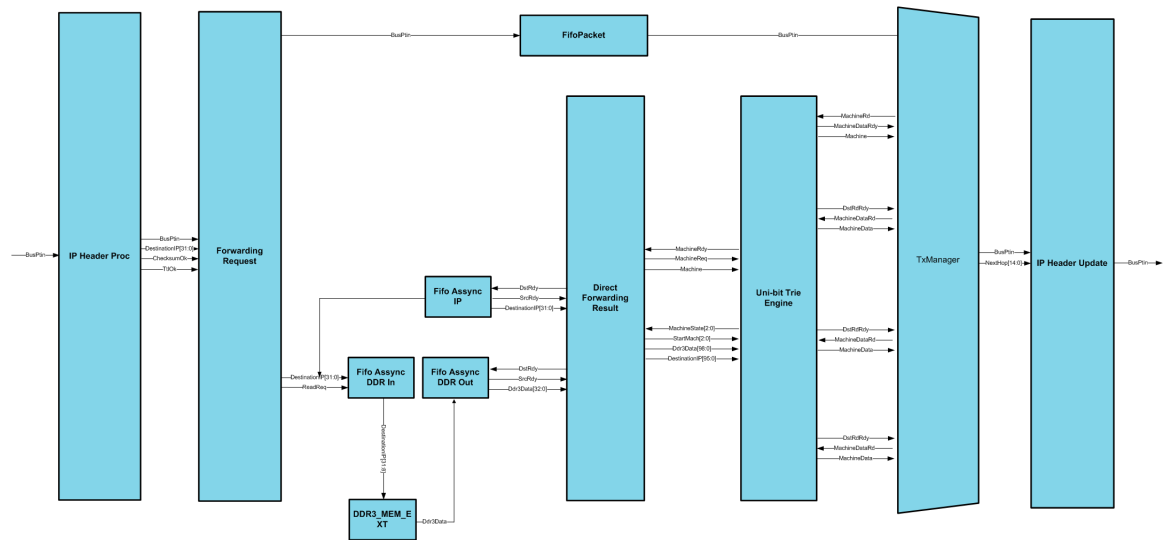 BusPtin
IP Header Proc
BusPtin
DestinationIP[31:0]
ChecksumOk
TtlOk
Forwarding
Request
BusPtin
FifoPacket
BusPtin
DestinationIP[31:0]
ReadReq
Fifo Assync
IP
Fifo Assync
DDR In
Fifo Assync
DDR Out
DestinationIP[31:0]
DDR3_MEM_E
XT
Ddr3Data
DstRdy
SrcRdy
DestinationIP[31:0]
DstRdy
SrcRdy
Ddr3Data[32:0]
Direct
Forwarding
Result
MachineRdy
MachineReq
Machine
MachineState[2:0]
StartMach[2:0]
Ddr3Data[98:0]
DestinationIP[95:0]
Uni-bit Trie
Engine
MachineRd
MachineDataRdy
Machine
DstRdRdy
MachineDataRd
MachineData
DstRdRdy
MachineDataRd
MachineData
DstRdRdy
MachineDataRd
MachineData
TxManager
BusPtin
NextHop[14:0]
IP Header Update
BusPtin